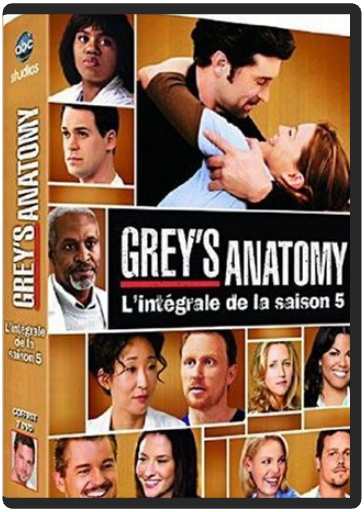 abc
studios
GREY'S ANATOMY
L'intégrale de la
saison 5
COFFRET
7 DVD
GREY'S ANATOMY
L'intégrale de la saison 5